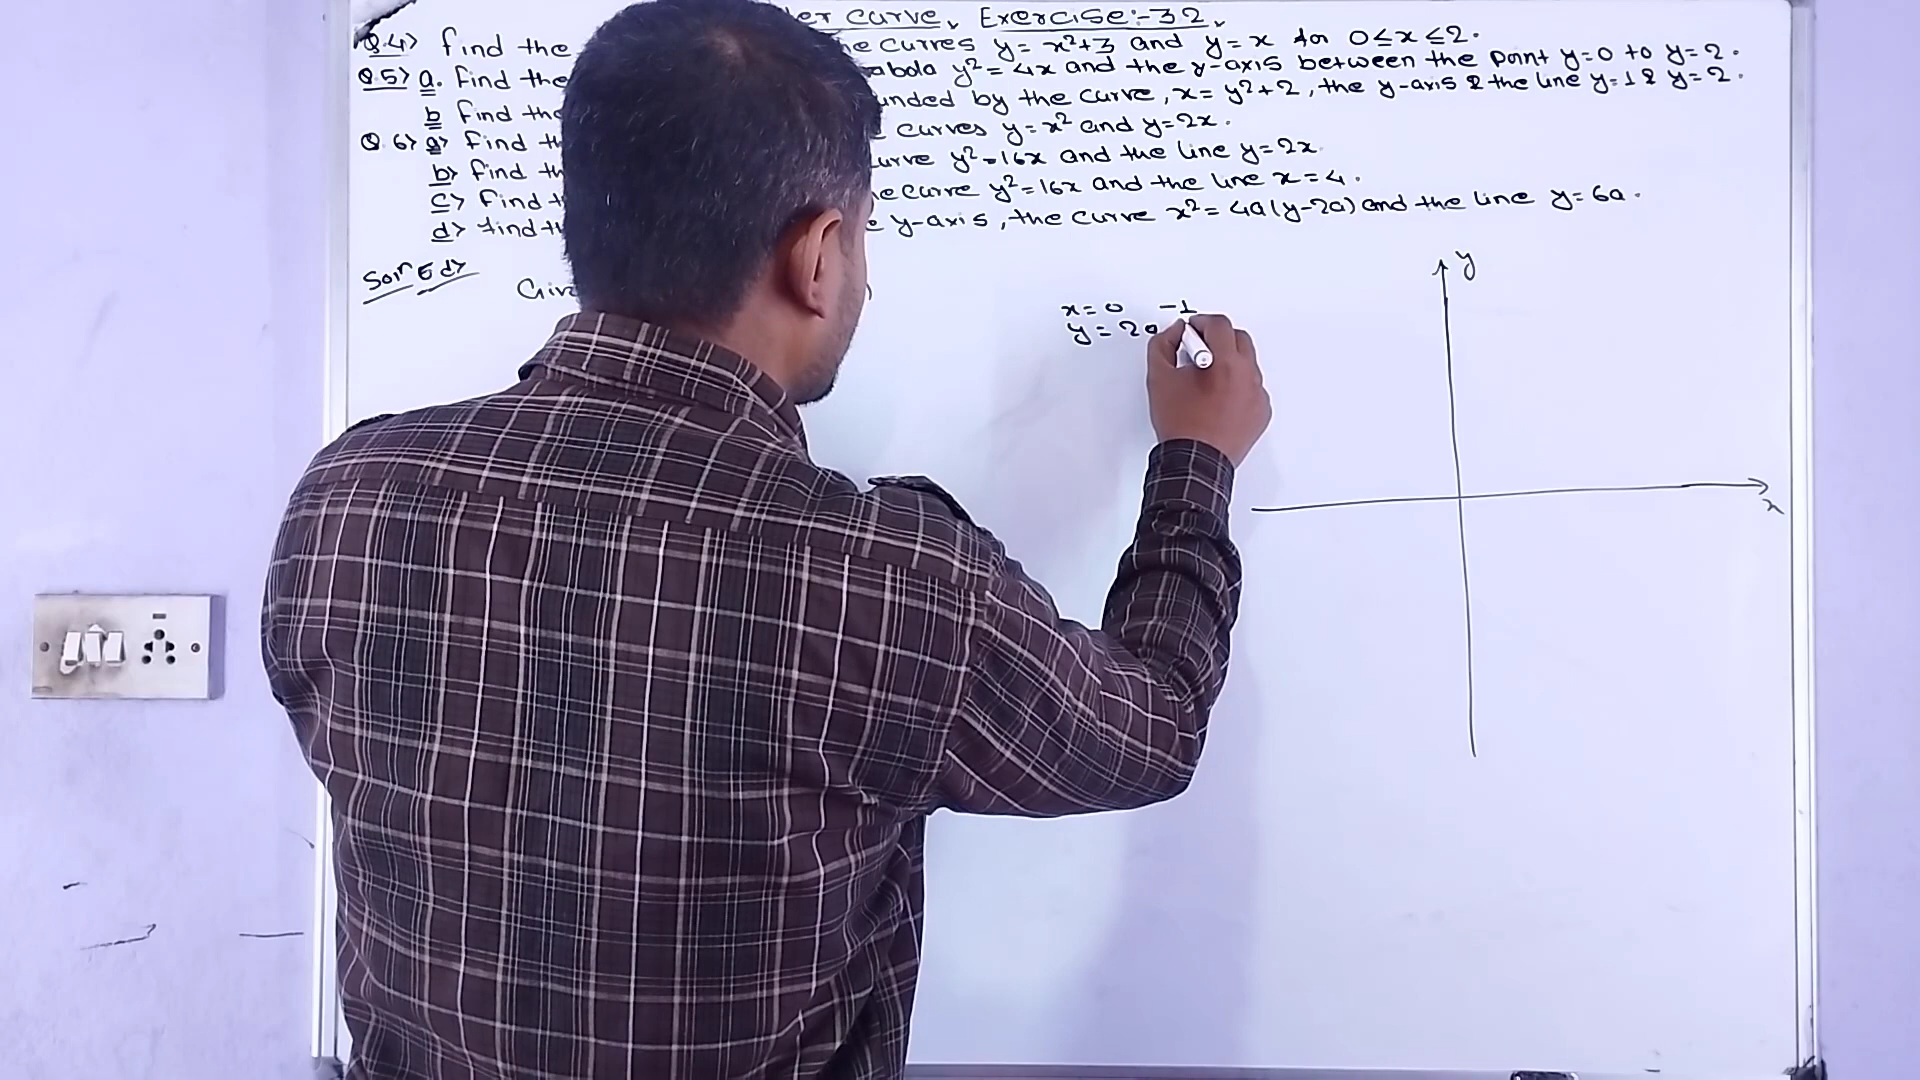 er curve, Exercise:-32,
Q.4> find the e curves y = x²+3 and y = x for 0≤x≤2.
Q.5> a. Find the abola y² = 4x and the y-axis between the point y=0 to y=2.
b find the unded by the curve, x = y²+2, the y-axis & the line y=1 & y=2.
Q.6> a> find th curves y=x² and y=2x.
b> find th urve y²=16x and the line y=2x
c> find t e curve y²=16x and the line x=4.
d> find th e y-axis, the curve x² = 4a(y-2a) and the line y=6a.
Solⁿ 6 d>
Giv
x = 0 -1
y = 2a
y
x